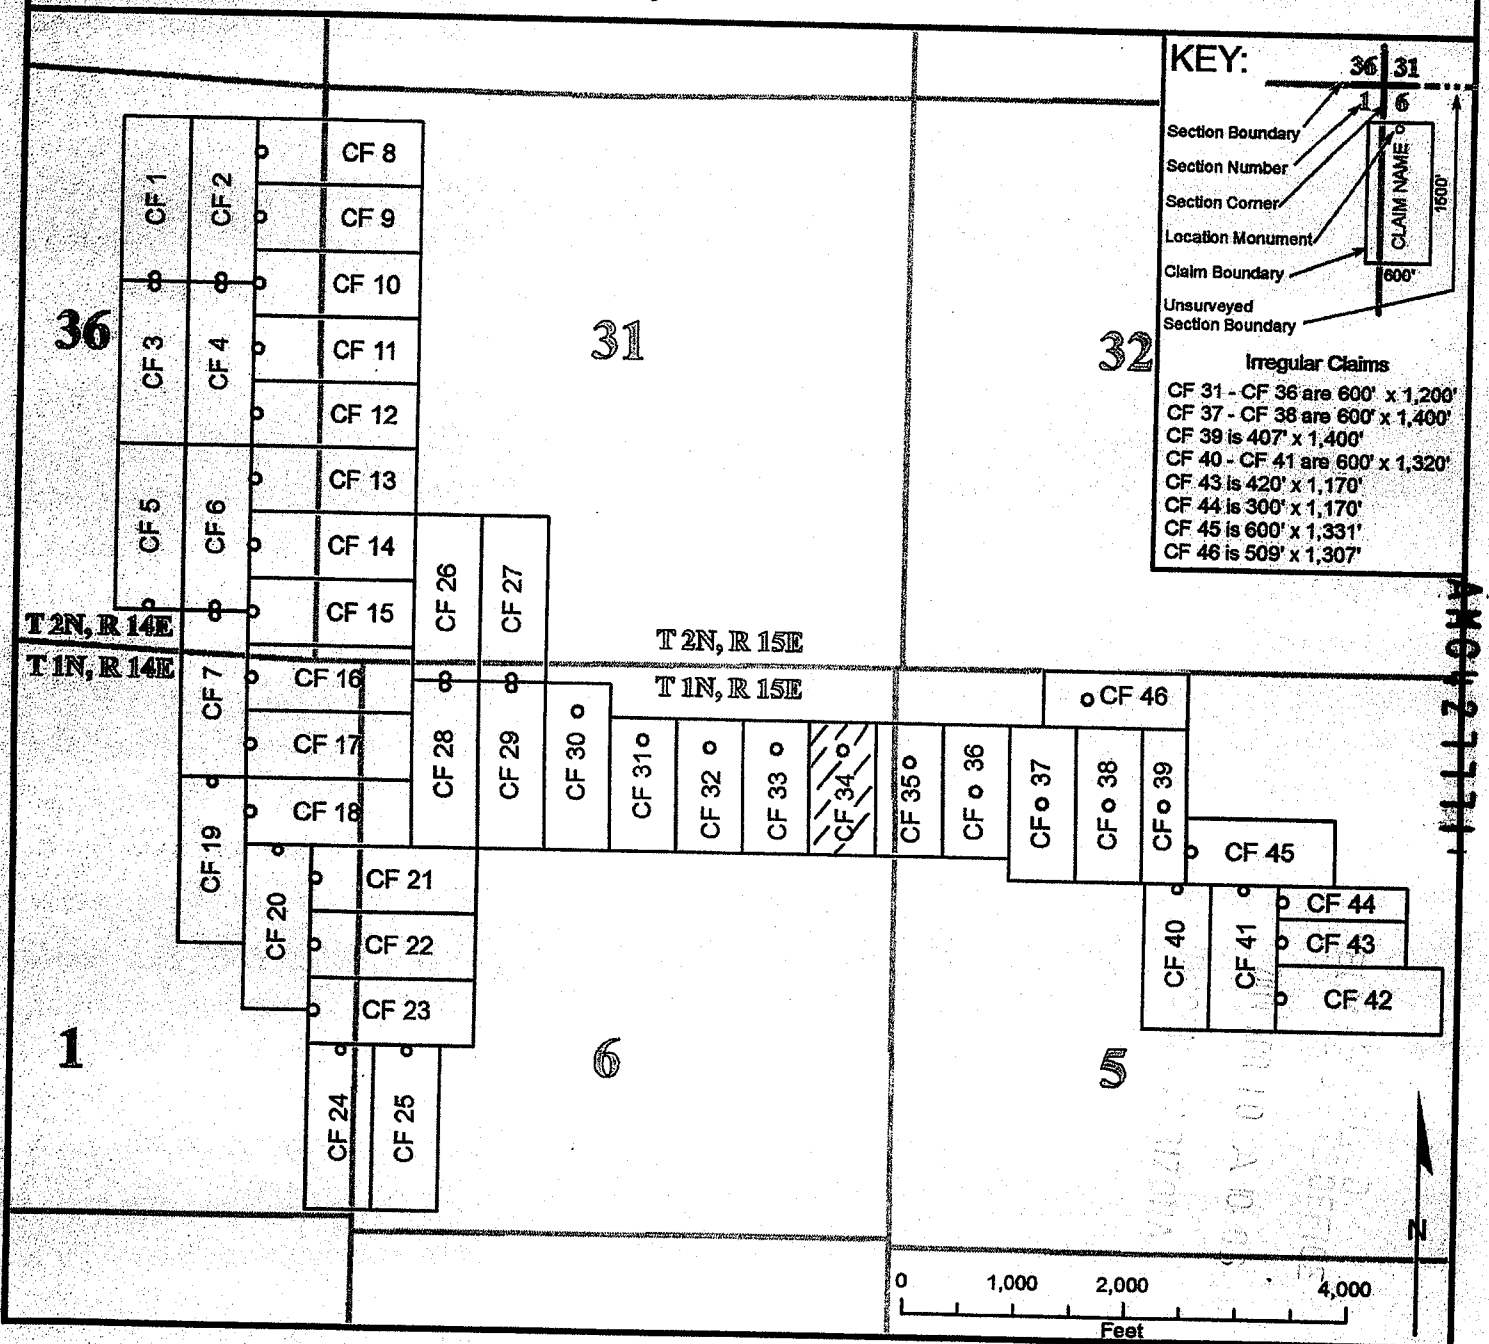 KEY:
36 31
1 6
Section Boundary
Section Number
Section Corner
Location Monument
Claim Boundary
Unsurveyed
Section Boundary
CLAIM NAME
1500'
600'
Irregular Claims
CF 31 - CF 36 are 600' x 1,200'
CF 37 - CF 38 are 600' x 1,400'
CF 39 is 407' x 1,400'
CF 40 - CF 41 are 600' x 1,320'
CF 43 is 420' x 1,170'
CF 44 is 300' x 1,170'
CF 45 is 600' x 1,331'
CF 46 is 509' x 1,307'
CF 1
CF 2
CF 8
CF 9
CF 10
36
CF 3
CF 4
CF 11
31
32
CF 12
CF 13
CF 5
CF 6
CF 14
CF 26
CF 27
CF 15
T 2N, R 14E
T 2N, R 15E
T 1N, R 14E
T 1N, R 15E
CF 7
CF 16
CF 46
CF 17
CF 28
CF 29
CF 30
CF 31
CF 32
CF 33
CF 34
CF 35
CF 36
CF 37
CF 38
CF 39
CF 18
CF 19
CF 45
CF 20
CF 21
CF 44
CF 22
CF 40
CF 41
CF 43
CF 23
CF 42
1
6
5
CF 24
CF 25
N
0 1,000 2,000 4,000
Feet